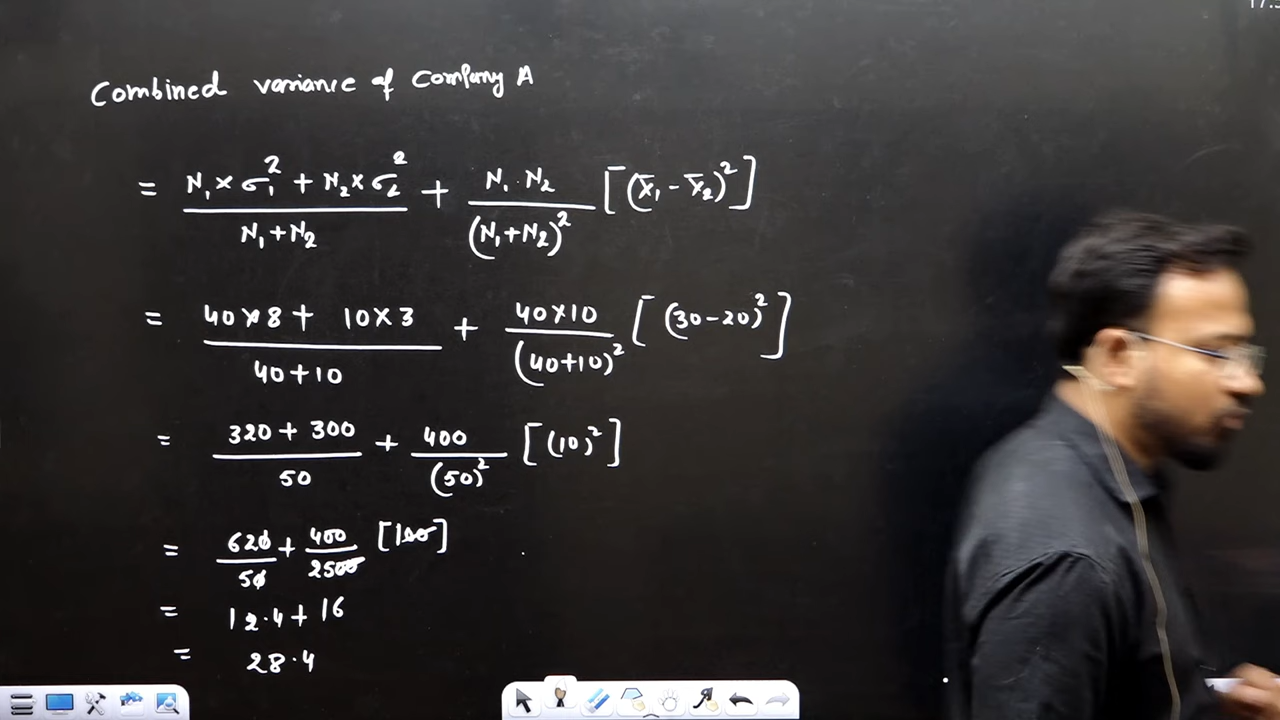 17:
Combined variance of Company A
= N₁×σ₁² + N₂×σ₂² / N₁+N₂ + N₁.N₂ / (N₁+N₂)² [(x̄₁ - x̄₂)²]
= 40×8 + 10×3 / 40+10 + 40×10 / (40+10)² [(30-20)²]
= 320 + 300 / 50 + 400 / (50)² [(10)²]
= 620 / 50 + 400 / 2500 [100]
= 12.4 + 16
= 28.4